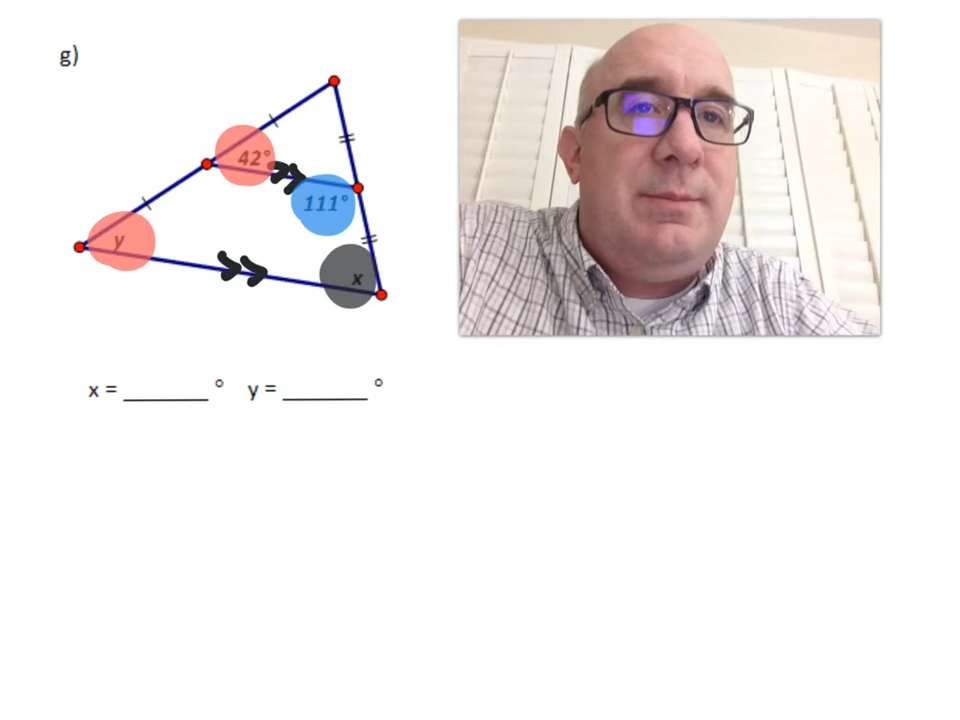 g)
42°
111°
y
x
x = ________ ° y = ________ °